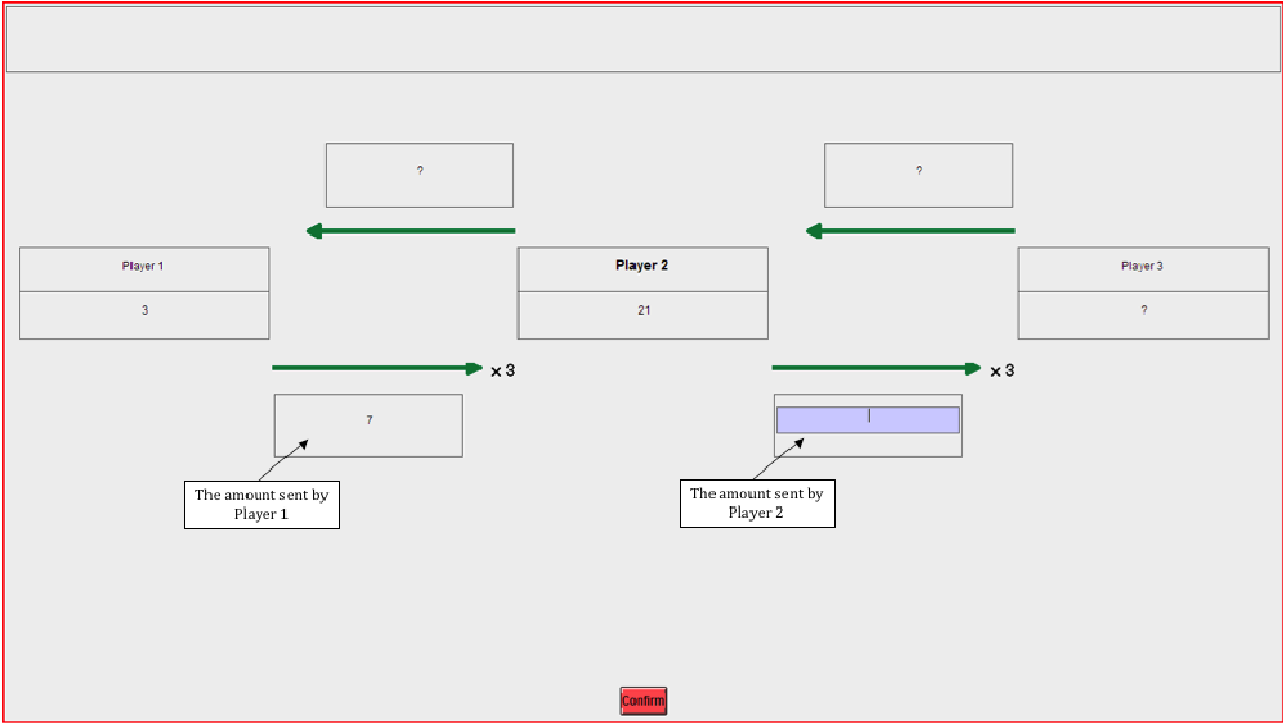 ?
?
Player 1
Player 2
Player 3
3
21
?
x 3
x 3
7
The amount sent by
Player 1
The amount sent by
Player 2
Confirm